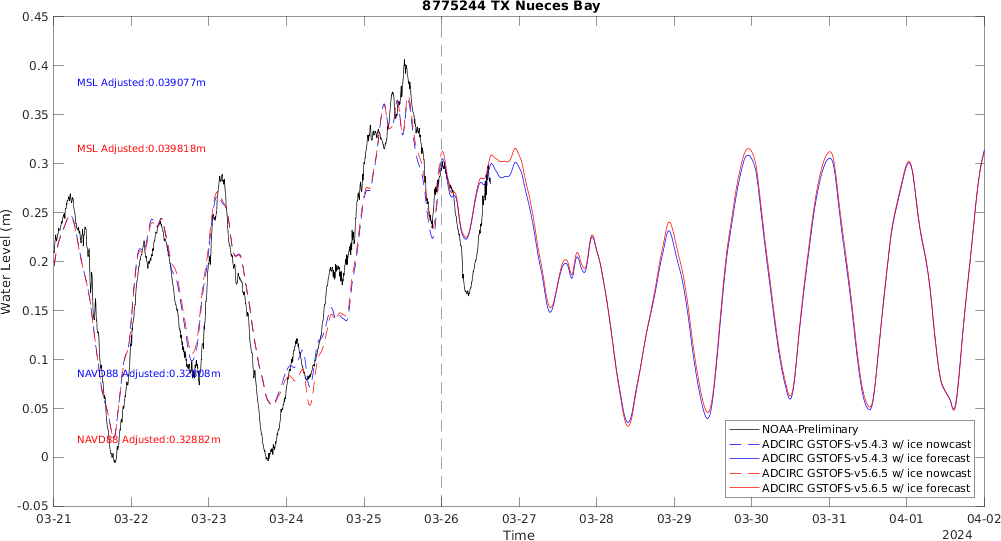 8775244 TX Nueces Bay
Water Level (m)
0.45
0.4
0.35
0.3
0.25
0.2
0.15
0.1
0.05
0
-0.05
MSL Adjusted:0.039077m
MSL Adjusted:0.039818m
NAVD88 Adjusted:
NAVD88 Adjusted:0.32882m
NOAA-Preliminary
ADCIRC GSTOFS-v5.4.3 w/ ice nowcast
ADCIRC GSTOFS-v5.4.3 w/ ice forecast
ADCIRC GSTOFS-v5.6.5 w/ ice nowcast
ADCIRC GSTOFS-v5.6.5 w/ ice forecast
03-21 03-22 03-23 03-24 03-25 03-26 03-27 03-28 03-29 03-30 03-31 04-01 04-02
Time
2024